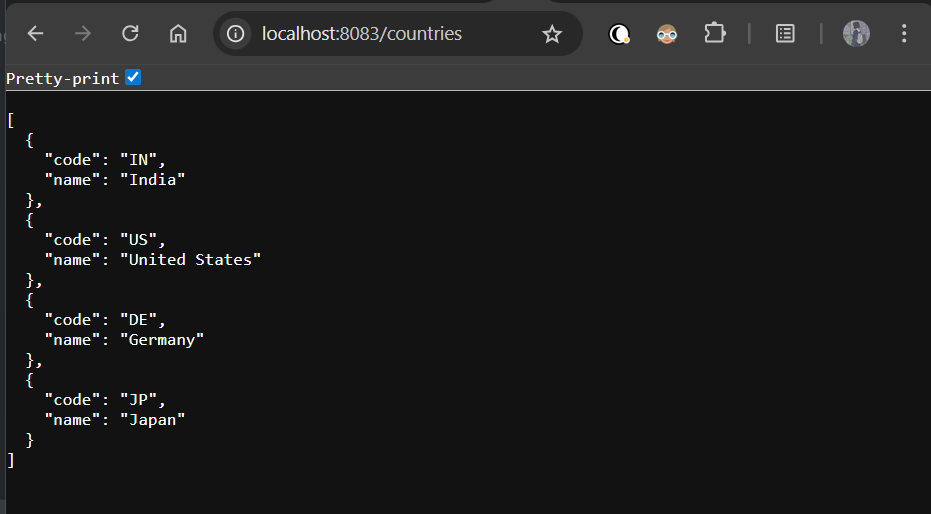 localhost:8083/countries
Pretty-print
[
  {
    "code": "IN",
    "name": "India"
  },
  {
    "code": "US",
    "name": "United States"
  },
  {
    "code": "DE",
    "name": "Germany"
  },
  {
    "code": "JP",
    "name": "Japan"
  }
]